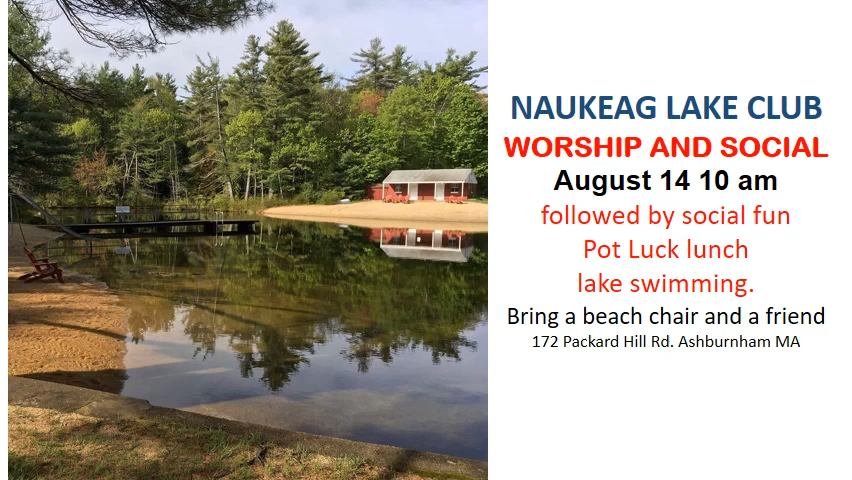 NAUKEAG LAKE CLUB
WORSHIP AND SOCIAL
August 14 10 am
followed by social fun
Pot Luck lunch
lake swimming.
Bring a beach chair and a friend
172 Packard Hill Rd. Ashburnham MA